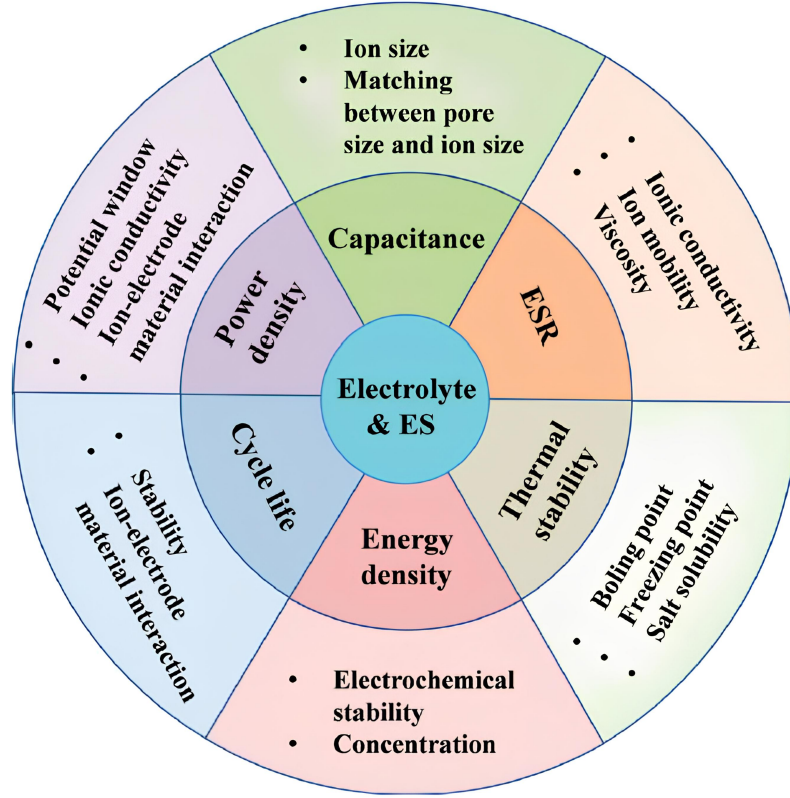 Electrolyte
& ES
Capacitance
• Ion size
• Matching
between pore
size and ion size
ESR
• Ionic conductivity
• Ion mobility
• Viscosity
Thermal
stability
• Boling point
• Freezing point
• Salt solubility
Energy
density
• Electrochemical
stability
• Concentration
Cycle life
• Stability
• Ion-electrode
material interaction
Power
density
• Potential window
• Ionic conductivity
• Ion-electrode
material interaction